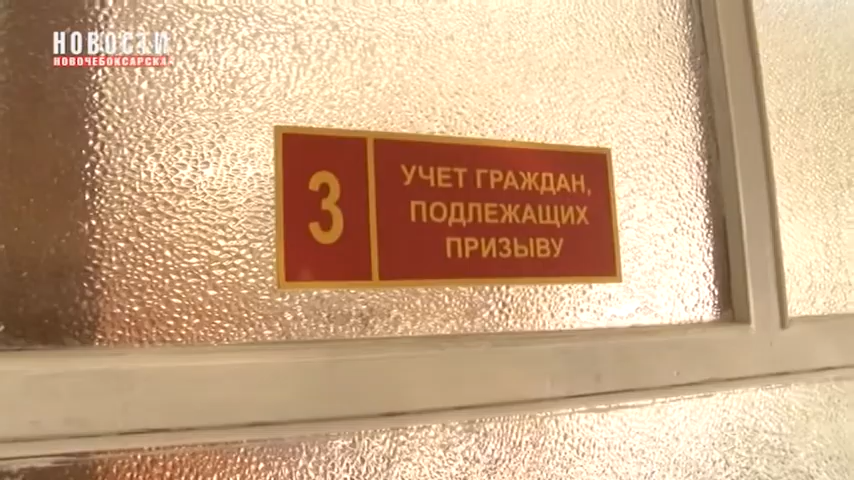 НОВОСТИ
НОВОЧЕБОКСАРСКА
3
УЧЕТ ГРАЖДАН,
ПОДЛЕЖАЩИХ
ПРИЗЫВУ